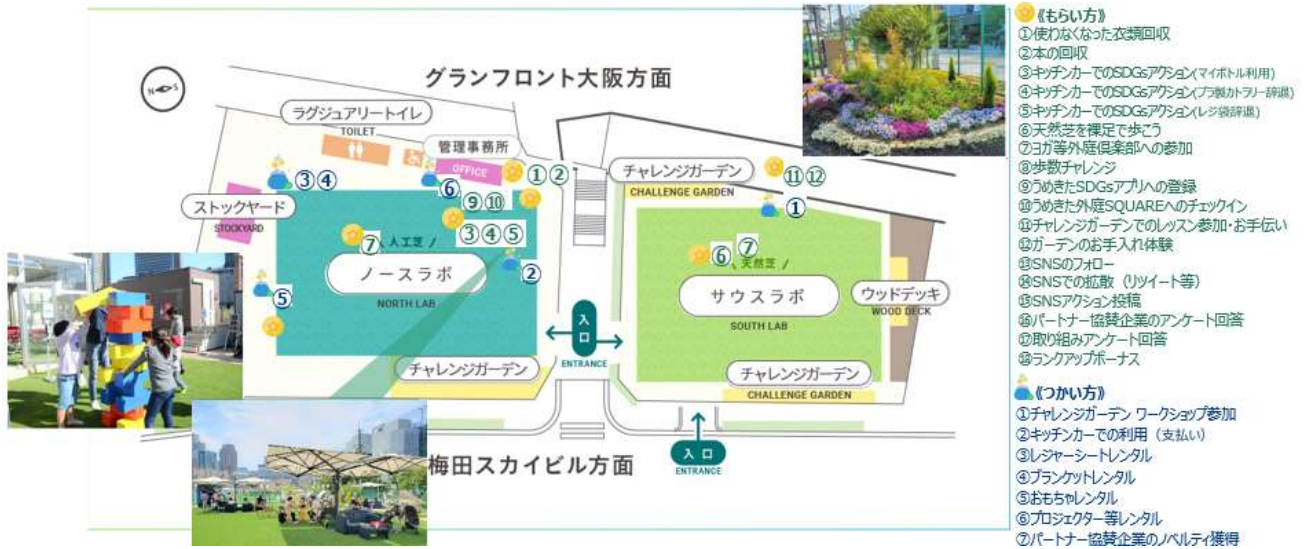 グランフロント大阪方面
N S
ラグジュアリートイレ
TOILET
管理事務所
OFFICE
① ②
③ ④
⑥
⑨ ⑩
③ ④ ⑤
ストックヤード
STOCKYARD
⑦
人工芝
ノースラボ
NORTH LAB
②
⑤
チャレンジガーデン
入口
ENTRANCE
チャレンジガーデン
CHALLENGE GARDEN
⑪ ⑫
①
⑥ ⑦
天然芝
サウスラボ
SOUTH LAB
ウッドデッキ
WOOD DECK
チャレンジガーデン
CHALLENGE GARDEN
入口
ENTRANCE
梅田スカイビル方面
《もらい方》
①使わなくなった衣類回収
②本の回収
③キッチンカーでのSDGsアクション(マイボトル利用)
④キッチンカーでのSDGsアクション(プラ製カトラリー辞退)
⑤キッチンカーでのSDGsアクション(レジ袋辞退)
⑥天然芝を裸足で歩こう
⑦ヨガ等外庭倶楽部への参加
⑧歩数チャレンジ
⑨うめきたSDGsアプリへの登録
⑩うめきた外庭SQUAREへのチェックイン
⑪チャレンジガーデンでのレッスン参加・お手伝い
⑫ガーデンのお手入れ体験
⑬SNSのフォロー
⑭SNSでの拡散（リツイート等）
⑮SNSアクション投稿
⑯パートナー協賛企業のアンケート回答
⑰取り組みアンケート回答
⑱ランクアップボーナス
《つかい方》
①チャレンジガーデン ワークショップ参加
②キッチンカーでの利用（支払い）
③レジャーシートレンタル
④ブランケットレンタル
⑤おもちゃレンタル
⑥プロジェクター等レンタル
⑦パートナー協賛企業のノベルティ獲得